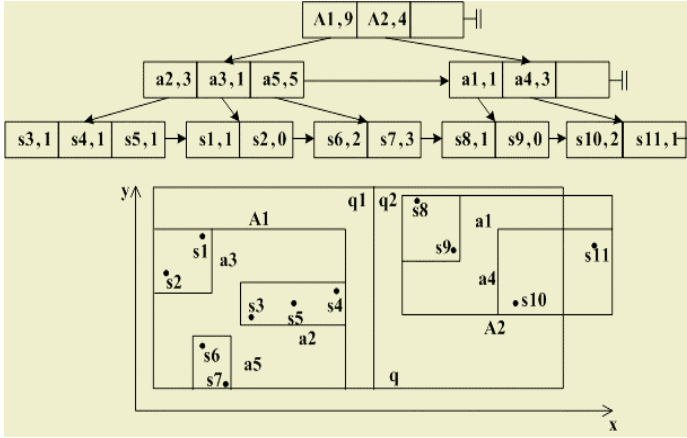 A1,9 A2,4
a2,3 a3,1 a5,5 a1,1 a4,3
s3,1 s4,1 s5,1 s1,1 s2,0 s6,2 s7,3 s8,1 s9,0 s10,2 s11,1
y
q1 q2
A1
s8
a1
s1
a3
s9
s11
s2
a4
s3
s5
s4
s10
a2
A2
s6
a5
s7
q
x